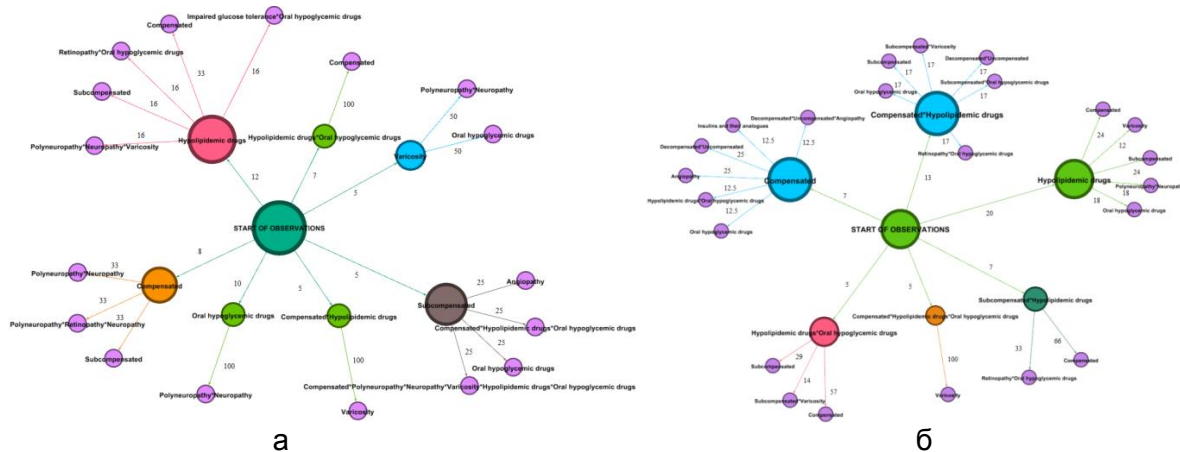 Impaired glucose tolerance*Oral hypoglycemic drugs
Compensated
Retinopathy*Oral hypoglycemic drugs
33
16
Subcompensated
16
16
Polyneuropathy*Neuropathy*Varicosity
16
Hypolipidemic drugs
Compensated
100
Hypolipidemic drugs*Oral hypoglycemic drugs
Polyneuropathy*Neuropathy
50
Oral hypoglycemic drugs
50
Varicosity
12
7
5
START OF OBSERVATIONS
8
10
5
5
Polyneuropathy*Neuropathy
33
Compensated
33
Polyneuropathy*Retinopathy*Neuropathy
33
Subcompensated
Oral hypoglycemic drugs
100
Polyneuropathy*Neuropathy
Compensated*Hypolipidemic drugs
100
Varicosity
Subcompensated
25
Angiopathy
25
Compensated*Hypolipidemic drugs*Oral hypoglycemic drugs
25
Oral hypoglycemic drugs
25
Compensated*Polyneuropathy*Neuropathy*Varicosity*Hypolipidemic drugs*Oral hypoglycemic drugs
а
Subcompensated*Varicosity
Decompensated*Uncompensated
Subcompensated
17
17
17
Subcompensated*Oral hypoglycemic drugs
Oral hypoglycemic drugs
17
17
Compensated*Hypolipidemic drugs
17
Retinopathy*Oral hypoglycemic drugs
Decompensated*Uncompensated*Angiopathy
Insulins and their analogues
12.5
12.5
Decompensated*Uncompensated
25
Angiopathy
25
Compensated
Hypolipidemic drugs*Oral hypoglycemic drugs
12.5
12.5
Oral hypoglycemic drugs
Compensated
24
Varicosity
12
Subcompensated
24
Hypolipidemic drugs
Polyneuropathy*Neuropathy
18
18
Oral hypoglycemic drugs
7
13
20
START OF OBSERVATIONS
5
7
Subcompensated*Hypolipidemic drugs
66
33
Compensated
Retinopathy*Oral hypoglycemic drugs
Compensated*Hypolipidemic drugs*Oral hypoglycemic drugs
100
Varicosity
Hypolipidemic drugs*Oral hypoglycemic drugs
29
Subcompensated
14
57
Subcompensated*Varicosity
Compensated
б